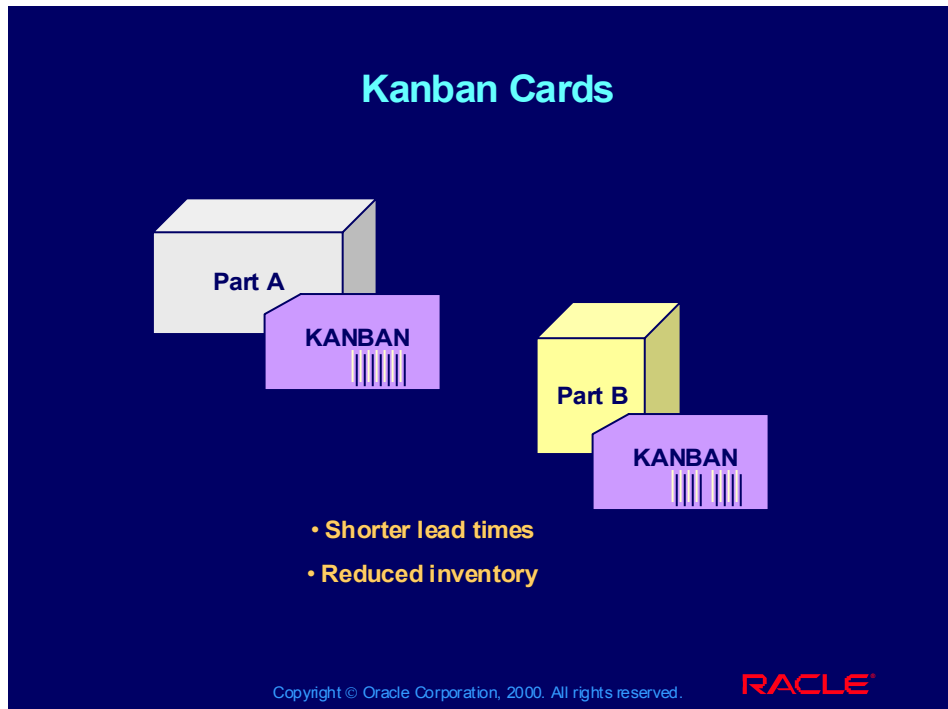 Kanban Cards
Part A
KANBAN
Part B
KANBAN
• Shorter lead times
• Reduced inventory
Copyright © Oracle Corporation, 2000. All rights reserved.
RACLE®